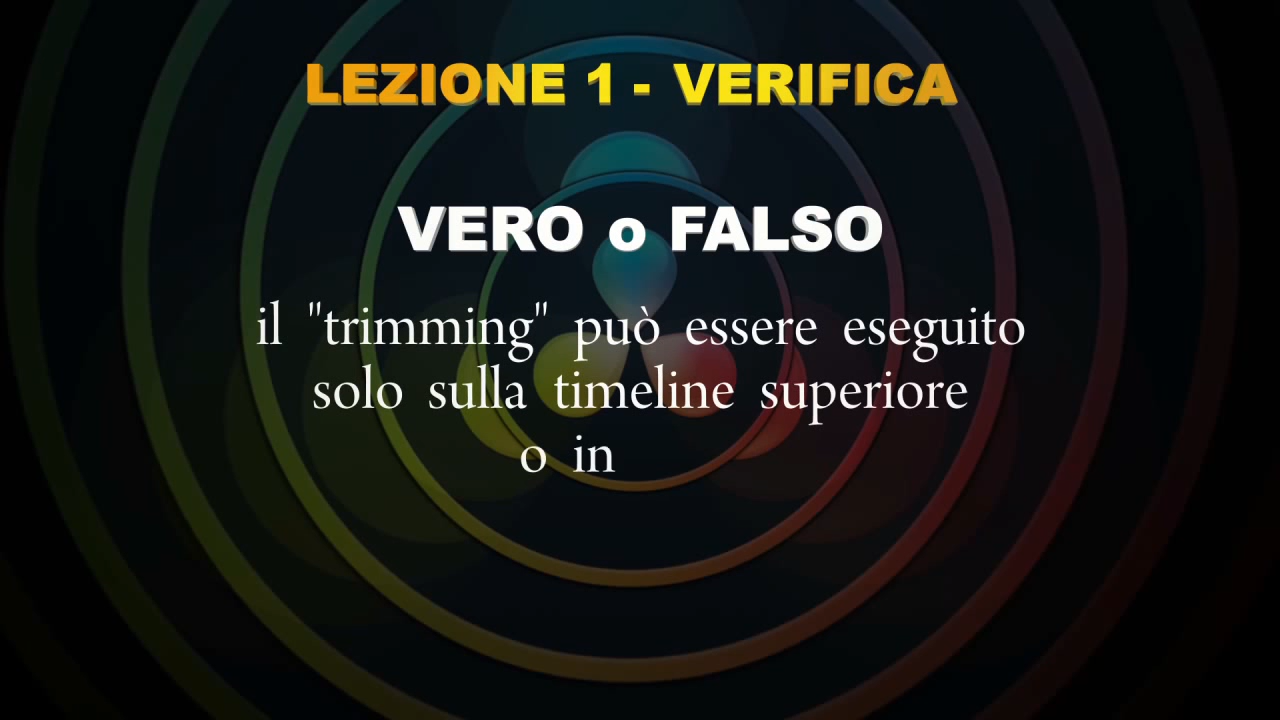 LEZIONE 1 - VERIFICA
VERO o FALSO
il "trimming" può essere eseguito
solo sulla timeline superiore
o in